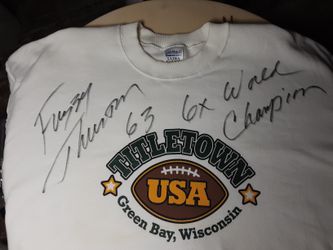 Fuzzy
Thurston
63
6x World
Champion
TITLETOWN
USA
Green Bay, Wisconsin